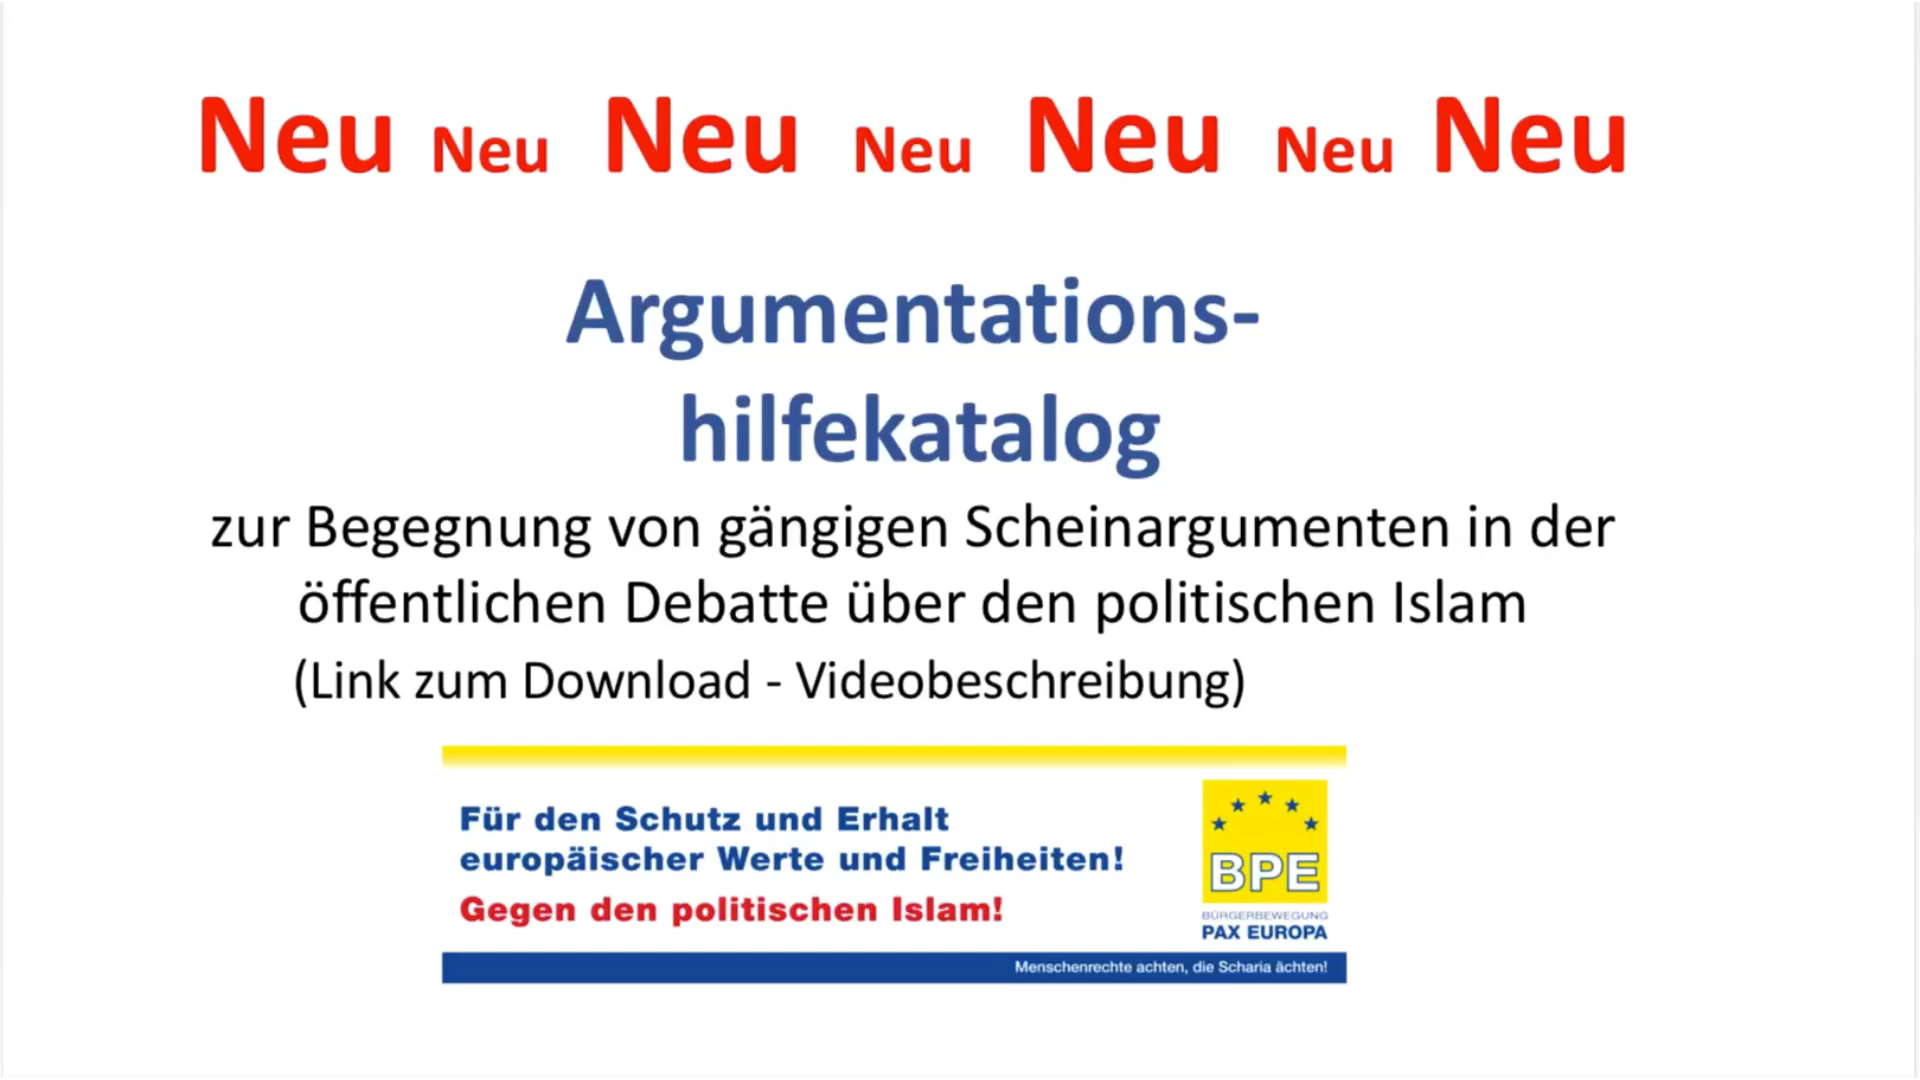 Neu Neu Neu Neu Neu Neu Neu
Argumentations-
hilfekatalog
zur Begegnung von gängigen Scheinargumenten in der
öffentlichen Debatte über den politischen Islam
(Link zum Download - Videobeschreibung)
Für den Schutz und Erhalt
europäischer Werte und Freiheiten!
Gegen den politischen Islam!
BPE
BÜRGERBEWEGUNG
PAX EUROPA
Menschenrechte achten, die Scharia ächten!